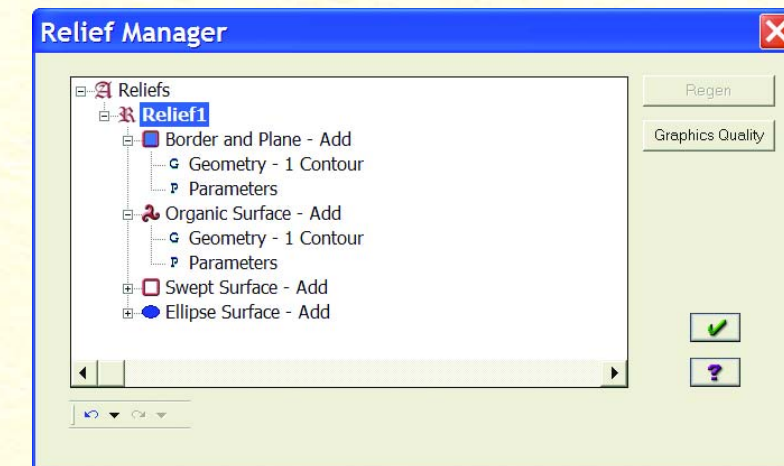 Relief Manager
Reliefs
Relief1
Border and Plane - Add
G Geometry - 1 Contour
P Parameters
Organic Surface - Add
G Geometry - 1 Contour
P Parameters
Swept Surface - Add
Ellipse Surface - Add
Regen
Graphics Quality